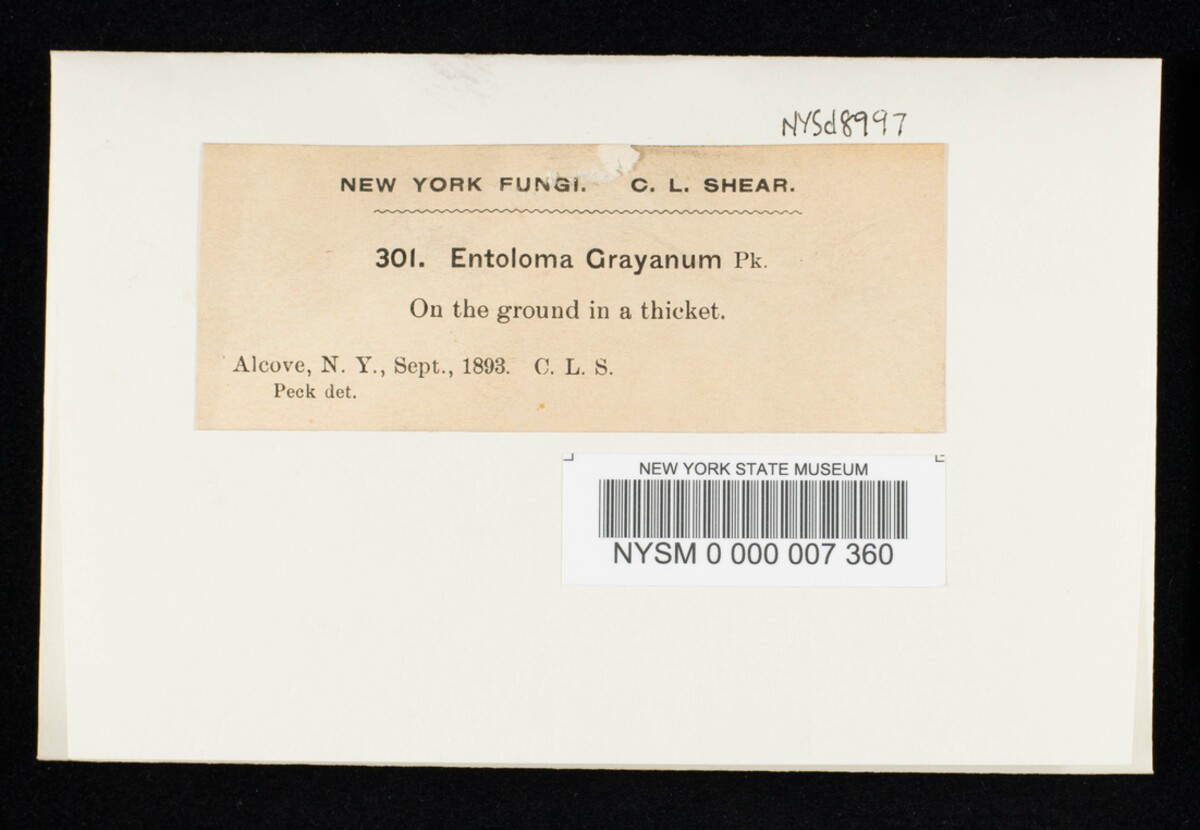 NYSd8997
NEW YORK FUNGI. C. L. SHEAR.
301. Entoloma Grayanum Pk.
On the ground in a thicket.
Alcove, N. Y., Sept., 1893. C. L. S.
Peck det.
NEW YORK STATE MUSEUM
NYSM 0 000 007 360